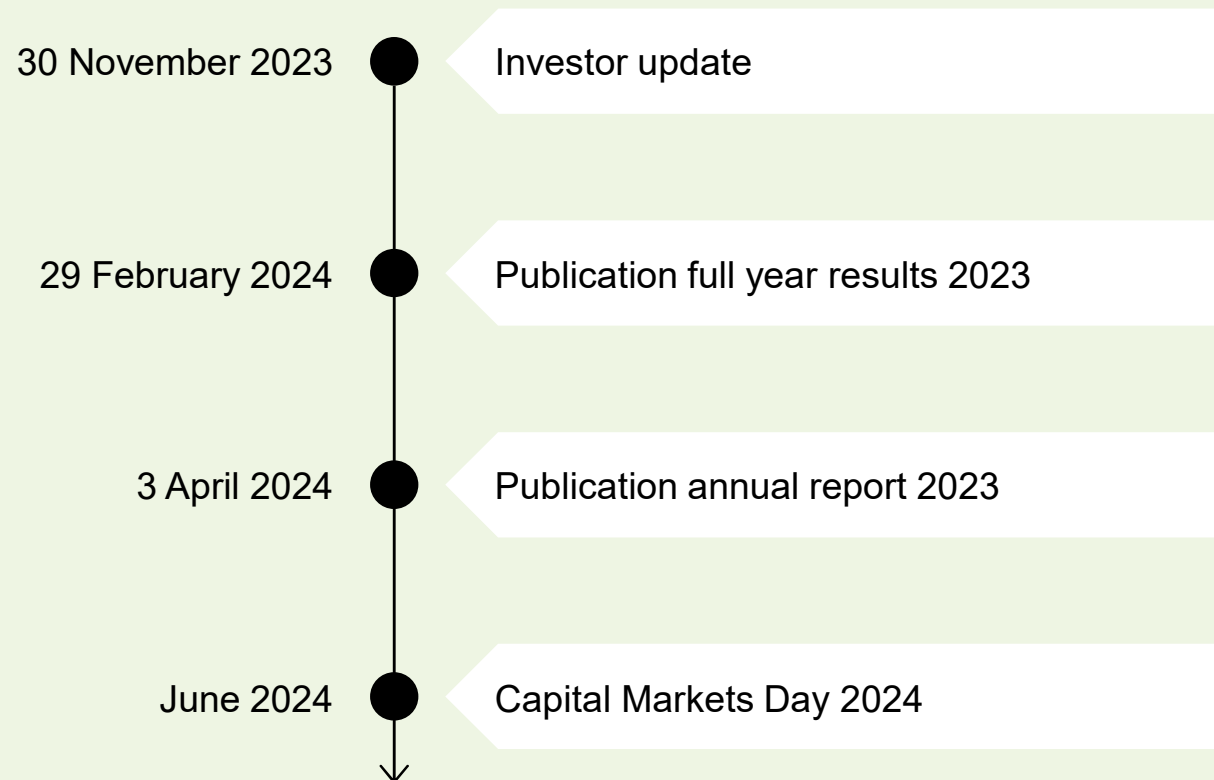 30 November 2023
Investor update
29 February 2024
Publication full year results 2023
3 April 2024
Publication annual report 2023
June 2024
Capital Markets Day 2024